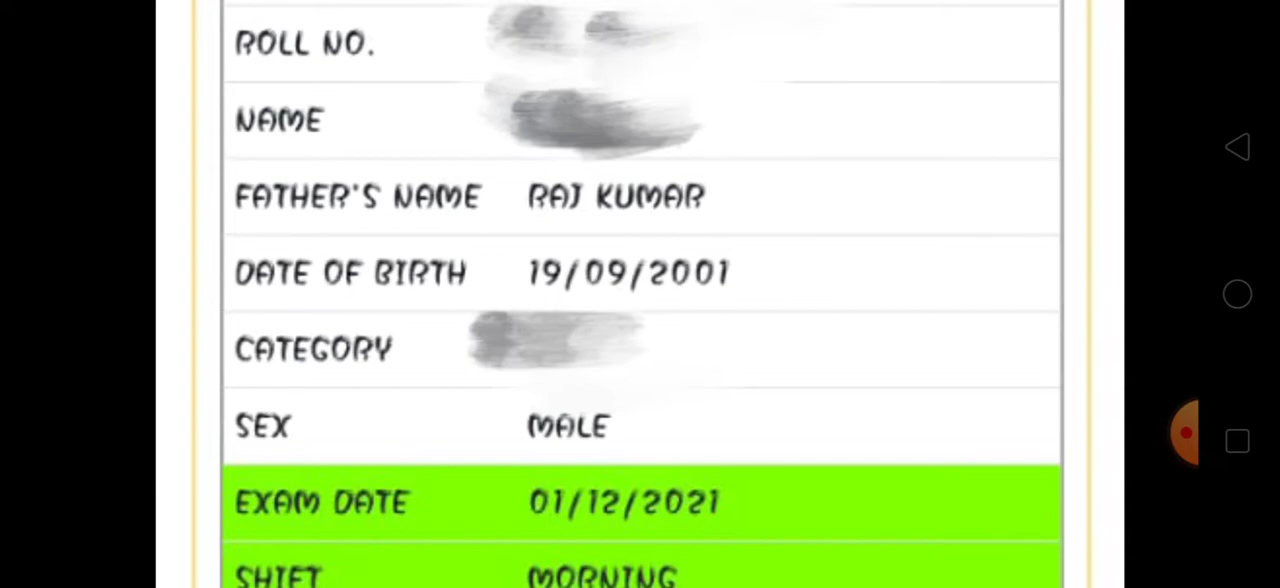 ROLL NO.
NAME
FATHER'S NAME RAJ KUMAR
DATE OF BIRTH 19/09/2001
CATEGORY
SEX MALE
EXAM DATE 01/12/2021
SHIFT MORNING